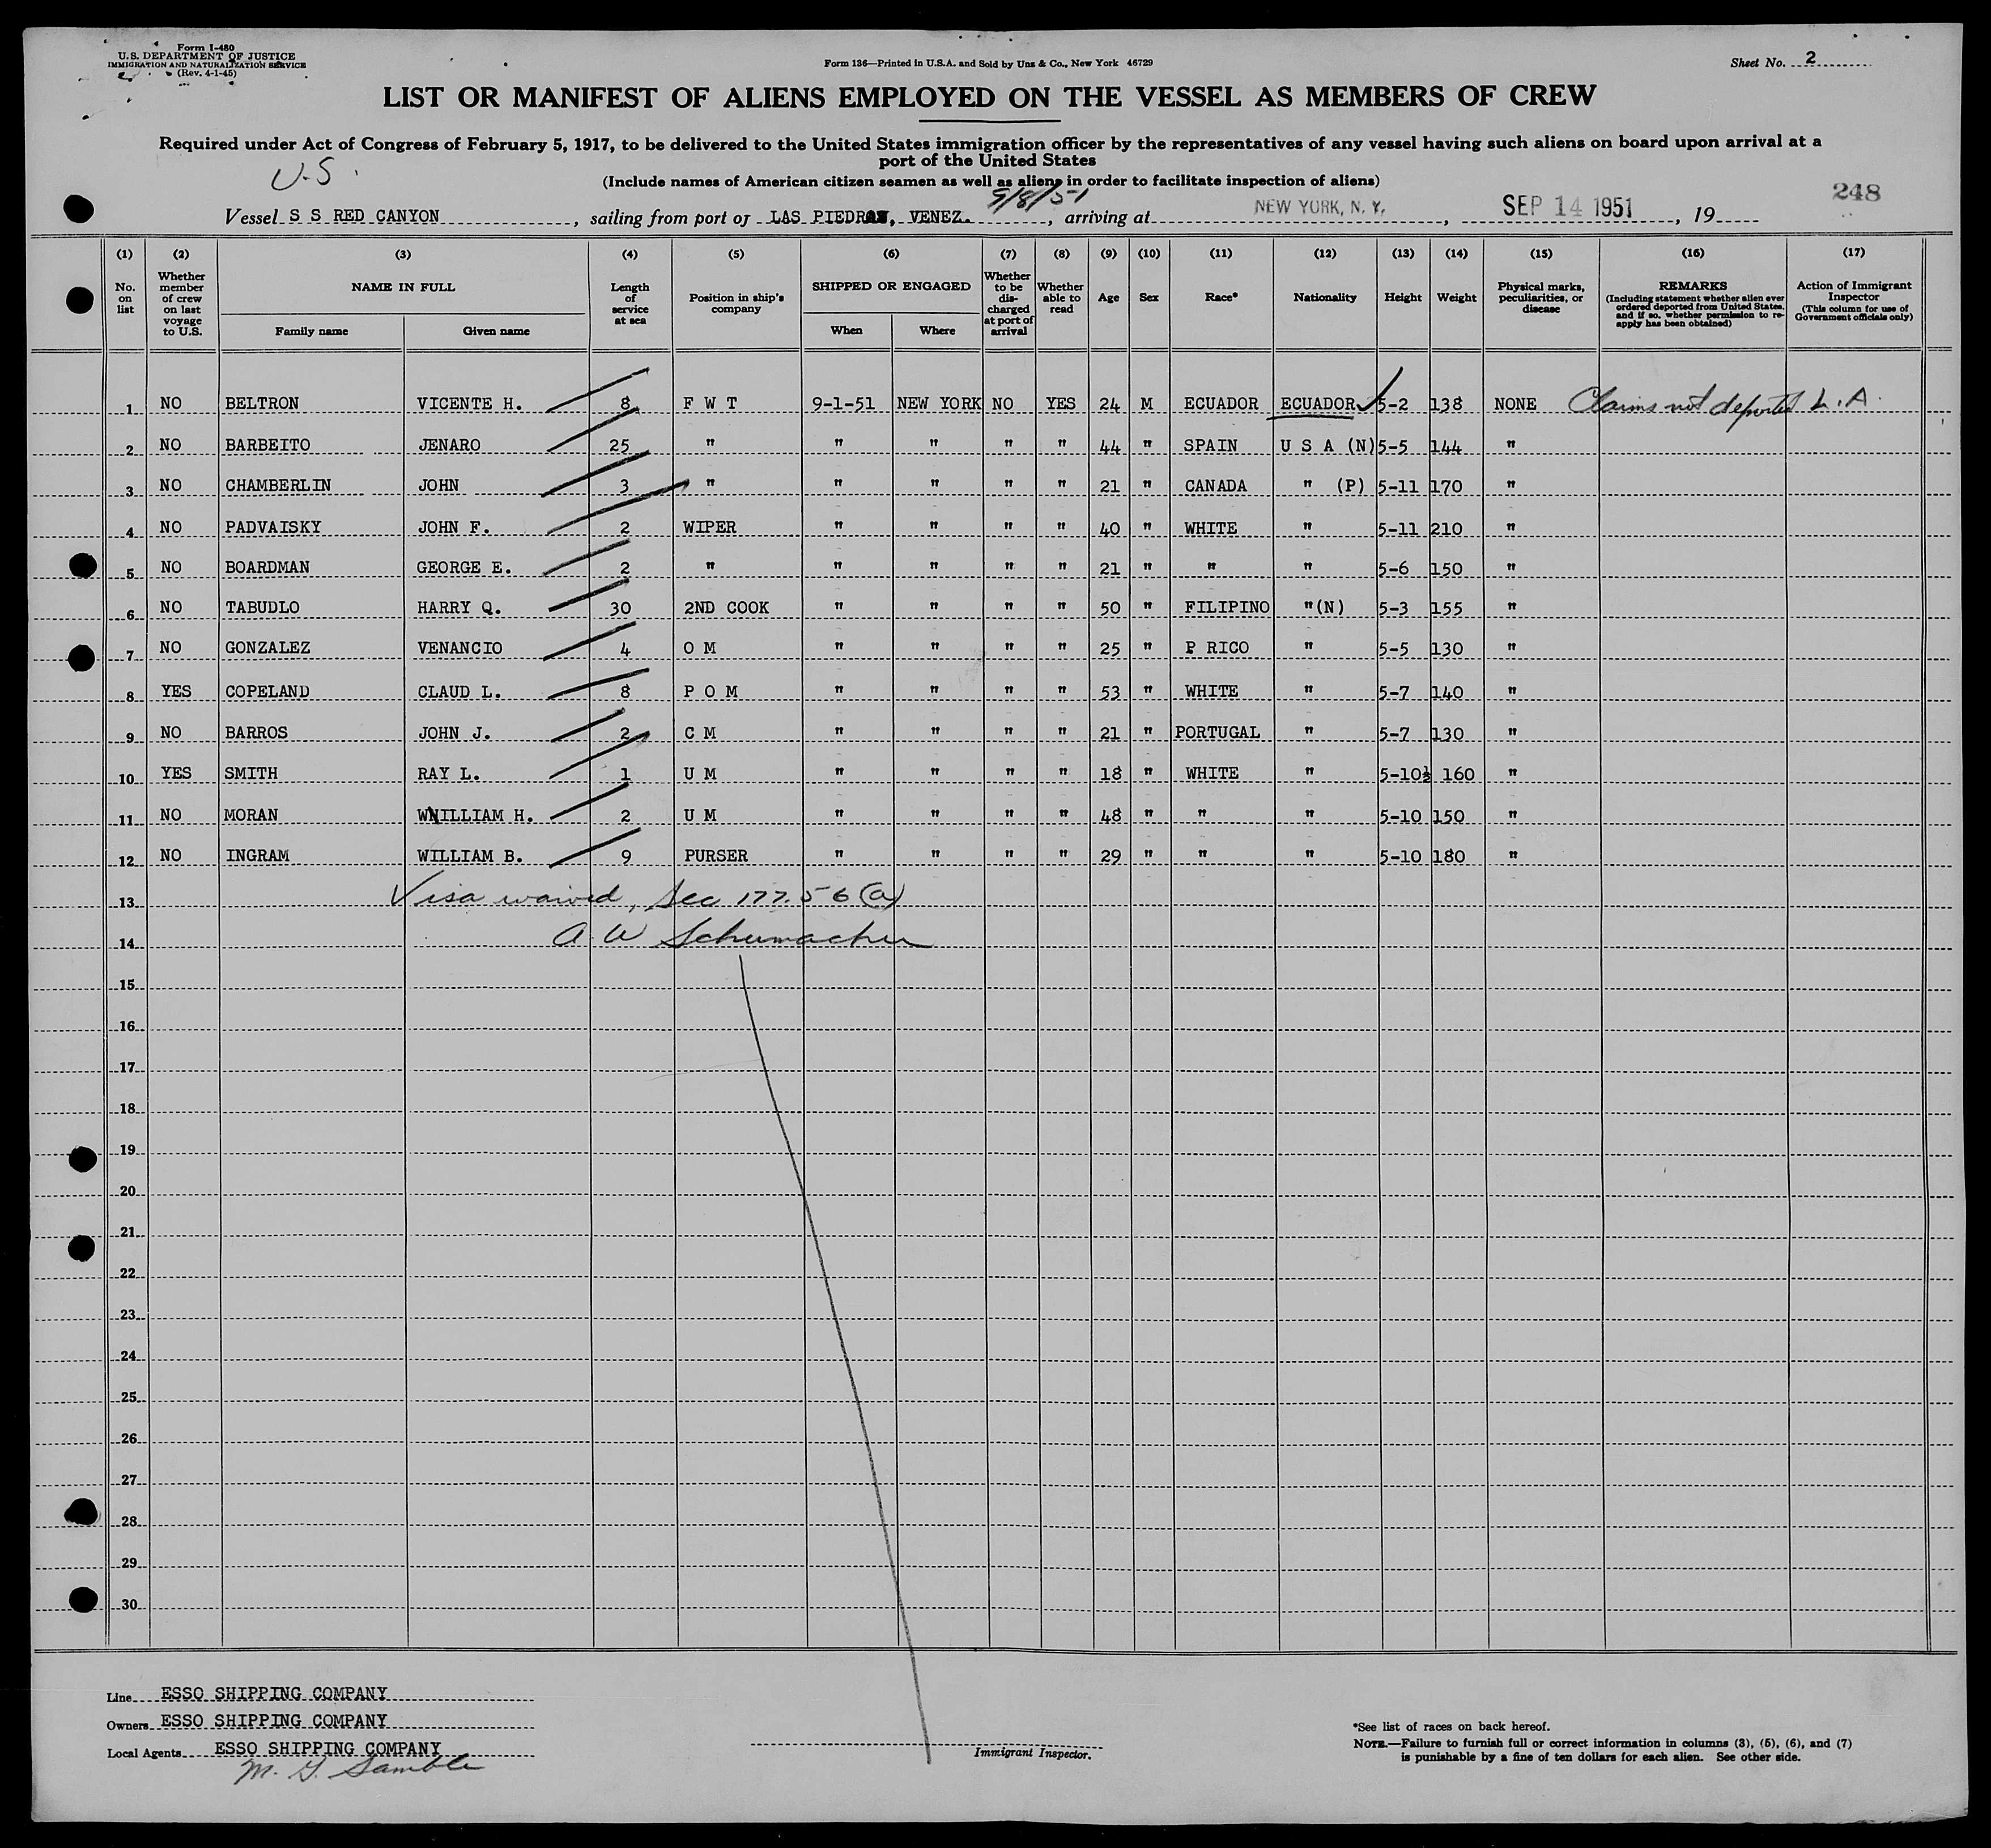 Form I-480
U.S. DEPARTMENT OF JUSTICE
IMMIGRATION AND NATURALIZATION SERVICE
(Rev. 4-1-45)
Form 136—Printed in U.S.A. and Sold by Unz & Co., New York 46729
Sheet No. 2
LIST OR MANIFEST OF ALIENS EMPLOYED ON THE VESSEL AS MEMBERS OF CREW
Required under Act of Congress of February 5, 1917, to be delivered to the United States immigration officer by the representatives of any vessel having such aliens on board upon arrival at a
port of the United States
U.S.
(Include names of American citizen seamen as well as aliens in order to facilitate inspection of aliens)
9/8/51
248
Vessel S S RED CANYON, sailing from port of LAS PIEDRAS, VENEZ., arriving at NEW YORK, N. Y., SEP 14 1951, 19
(1) (2) (3) (4) (5) (6) (7) (8) (9) (10) (11) (12) (13) (14) (15) (16) (17)
No. on list
Whether member of crew on last voyage to U.S.
NAME IN FULL
Family name
Given name
Length of service at sea
Position in ship's company
SHIPPED OR ENGAGED
When
Where
Whether to be discharged at port of arrival
Whether able to read
Age
Sex
Race*
Nationality
Height
Weight
Physical marks, peculiarities, or disease
REMARKS
(Including statement whether alien ever ordered deported from United States, and if so, whether permission to re-apply has been obtained)
Action of Immigrant Inspector
(This column for use of Government officials only)
1 NO BELTRON VICENTE H. 8 F W T 9-1-51 NEW YORK NO YES 24 M ECUADOR ECUADOR 5-2 138 NONE Claims not deported L.A.
2 NO BARBEITO JENARO 25 " " " " " 44 " SPAIN U S A (N) 5-5 144 "
3 NO CHAMBERLIN JOHN 3 " " " " " 21 " CANADA " (P) 5-11 170 "
4 NO PADVAISKY JOHN F. 2 WIPER " " " " 40 " WHITE " 5-11 210 "
5 NO BOARDMAN GEORGE E. 2 " " " " " 21 " " " 5-6 150 "
6 NO TABUDLO HARRY Q. 30 2ND COOK " " " " 50 " FILIPINO "(N) 5-3 155 "
7 NO GONZALEZ VENANCIO 4 O M " " " " 25 " P RICO " 5-5 130 "
8 YES COPELAND CLAUD L. 8 P O M " " " " 53 " WHITE " 5-7 140 "
9 NO BARROS JOHN J. 2 C M " " " " 21 " PORTUGAL " 5-7 130 "
10 YES SMITH RAY L. 1 U M " " " " 18 " WHITE " 5-10½ 160 "
11 NO MORAN WILLIAM H. 2 U M " " " " 48 " " " 5-10 150 "
12 NO INGRAM WILLIAM B. 9 PURSER " " " " 29 " " " 5-10 180 "
13 Visa waived, Sec 177.56 (a)
14 A W Schumacher
15
16
17
18
19
20
21
22
23
24
25
26
27
28
29
30
Line ESSO SHIPPING COMPANY
Owners ESSO SHIPPING COMPANY
Local Agents ESSO SHIPPING COMPANY
M. G. Gamble
Immigrant Inspector.
*See list of races on back hereof.
NOTE.—Failure to furnish full or correct information in columns (3), (5), (6), and (7)
is punishable by a fine of ten dollars for each alien. See other side.